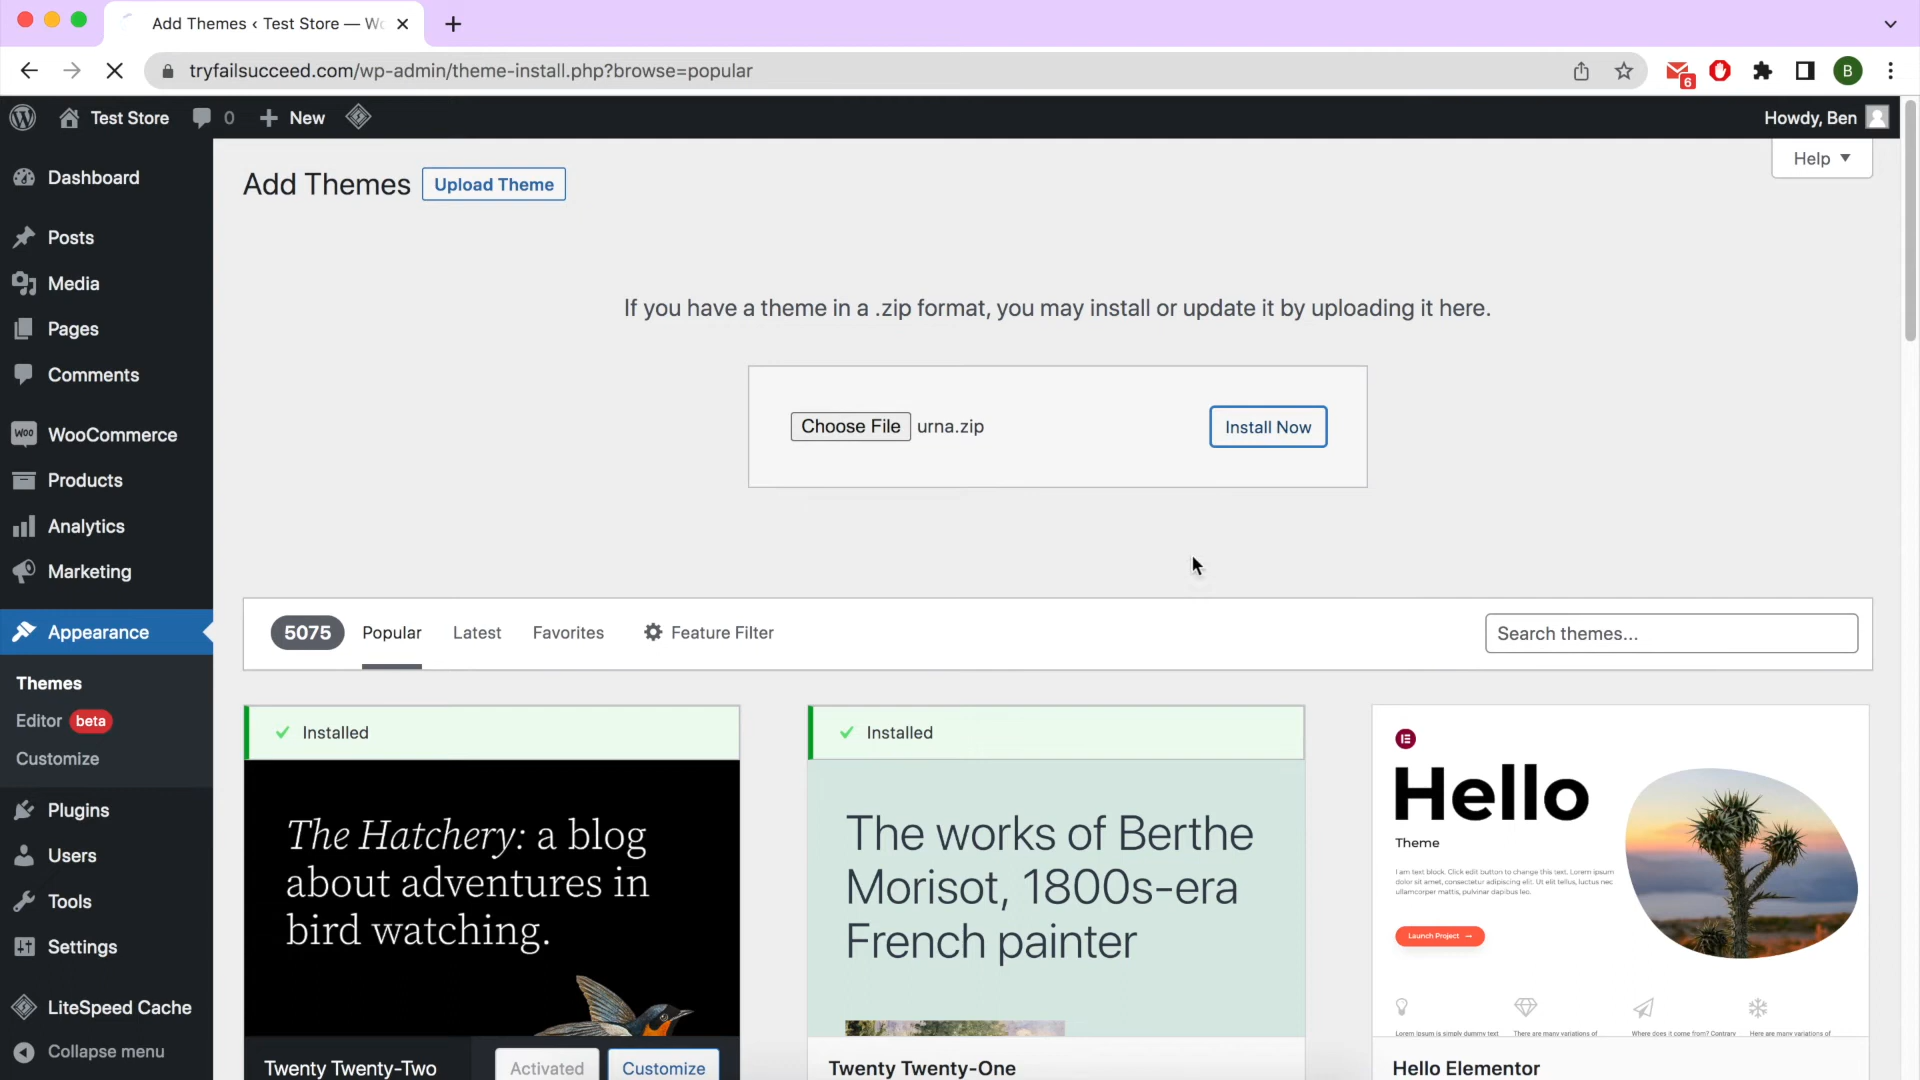 Add Themes ‹ Test Store — Wo
tryfailsucceed.com/wp-admin/theme-install.php?browse=popular
6
B
Test Store
0
New
Howdy, Ben
Help
Add Themes
Upload Theme
Dashboard
Posts
Media
Pages
Comments
Woo
WooCommerce
Products
Analytics
Marketing
Appearance
Themes
Editor beta
Customize
Plugins
Users
Tools
Settings
LiteSpeed Cache
Collapse menu
If you have a theme in a .zip format, you may install or update it by uploading it here.
Choose File urna.zip
Install Now
5075 Popular Latest Favorites Feature Filter
Search themes...
Installed
The Hatchery: a blog
about adventures in
bird watching.
Twenty Twenty-Two
Activated
Customize
Installed
The works of Berthe
Morisot, 1800s-era
French painter
Twenty Twenty-One
Hello
Theme
I am text block. Click edit button to change this text. Lorem ipsum
dolor sit amet, consectetur adipiscing elit. Ut elit tellus, luctus nec
ullamcorper mattis, pulvinar dapibus leo.
Launch Project
Lorem Ipsum is simply dummy text
There are many variations of
Where does it come from? Contrary
Here are many variations of
Hello Elementor